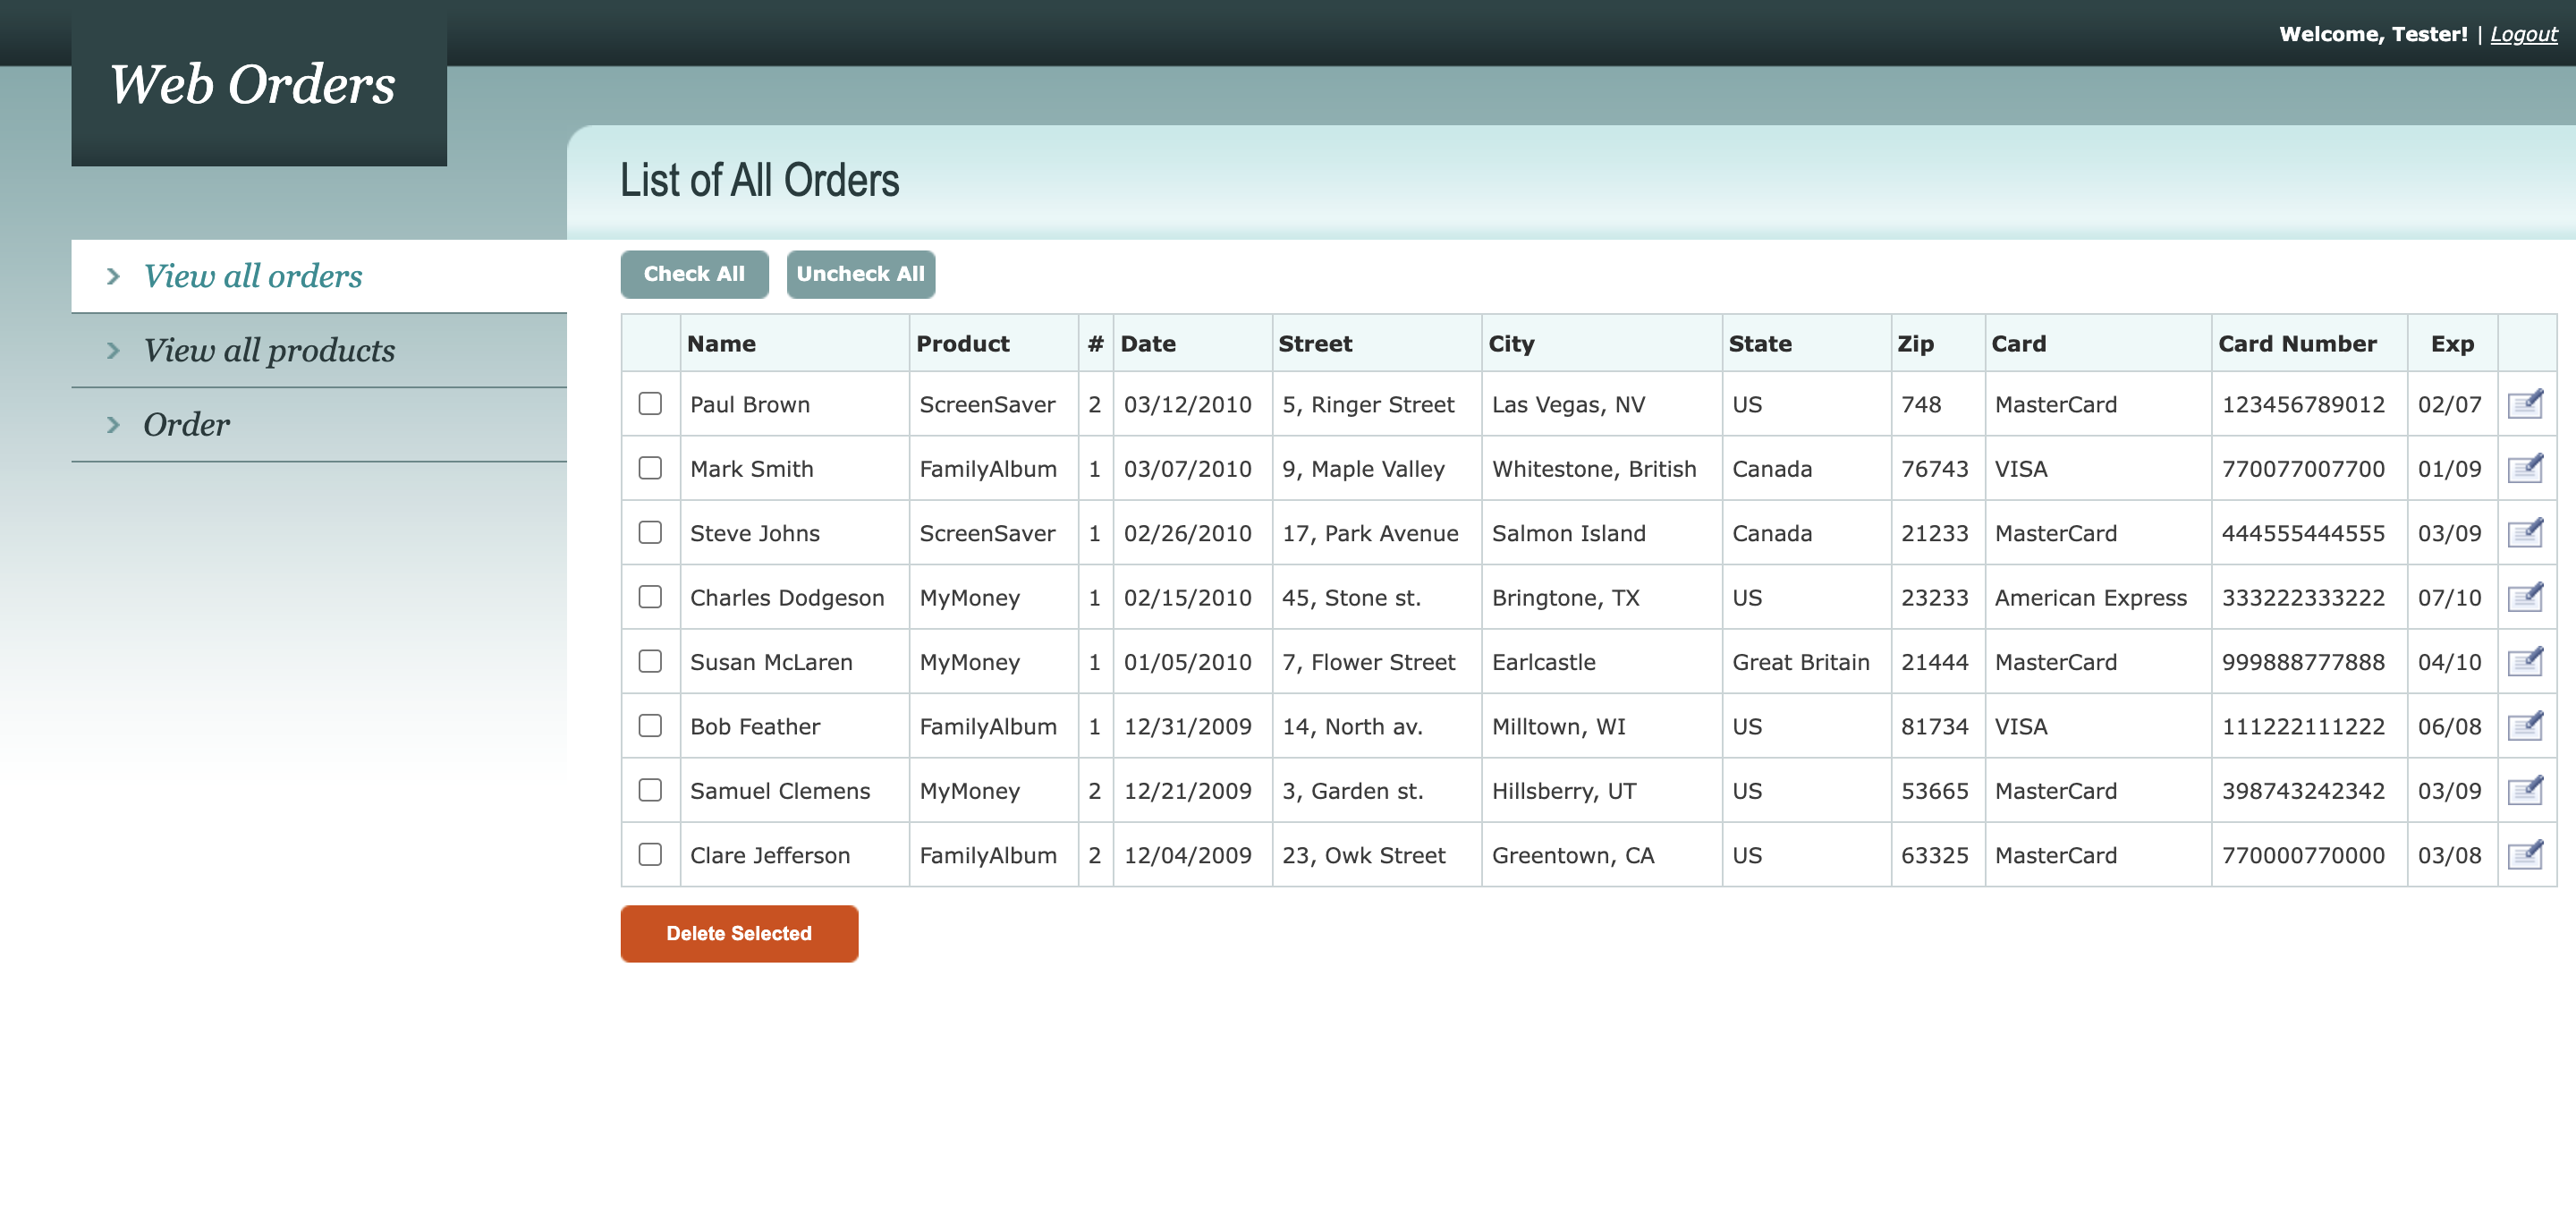 Welcome, Tester! | Logout
Web Orders
List of All Orders
View all orders
View all products
Order
Check All Uncheck All
Name Product # Date Street City State Zip Card Card Number Exp
Paul Brown ScreenSaver 2 03/12/2010 5, Ringer Street Las Vegas, NV US 748 MasterCard 123456789012 02/07
Mark Smith FamilyAlbum 1 03/07/2010 9, Maple Valley Whitestone, British Canada 76743 VISA 770077007700 01/09
Steve Johns ScreenSaver 1 02/26/2010 17, Park Avenue Salmon Island Canada 21233 MasterCard 444555444555 03/09
Charles Dodgeson MyMoney 1 02/15/2010 45, Stone st. Bringtone, TX US 23233 American Express 333222333222 07/10
Susan McLaren MyMoney 1 01/05/2010 7, Flower Street Earlcastle Great Britain 21444 MasterCard 999888777888 04/10
Bob Feather FamilyAlbum 1 12/31/2009 14, North av. Milltown, WI US 81734 VISA 111222111222 06/08
Samuel Clemens MyMoney 2 12/21/2009 3, Garden st. Hillsberry, UT US 53665 MasterCard 398743242342 03/09
Clare Jefferson FamilyAlbum 2 12/04/2009 23, Owk Street Greentown, CA US 63325 MasterCard 770000770000 03/08
Delete Selected